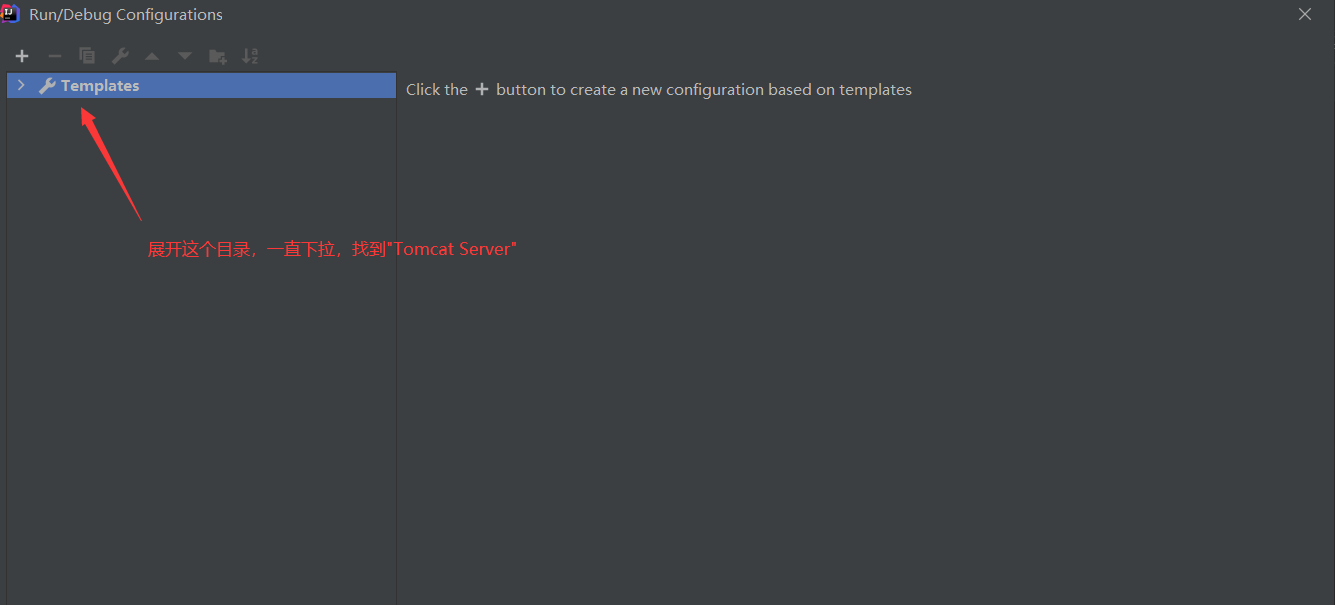 Run/Debug Configurations
Templates
Click the + button to create a new configuration based on templates
展开这个目录，一直下拉，找到"Tomcat Server"